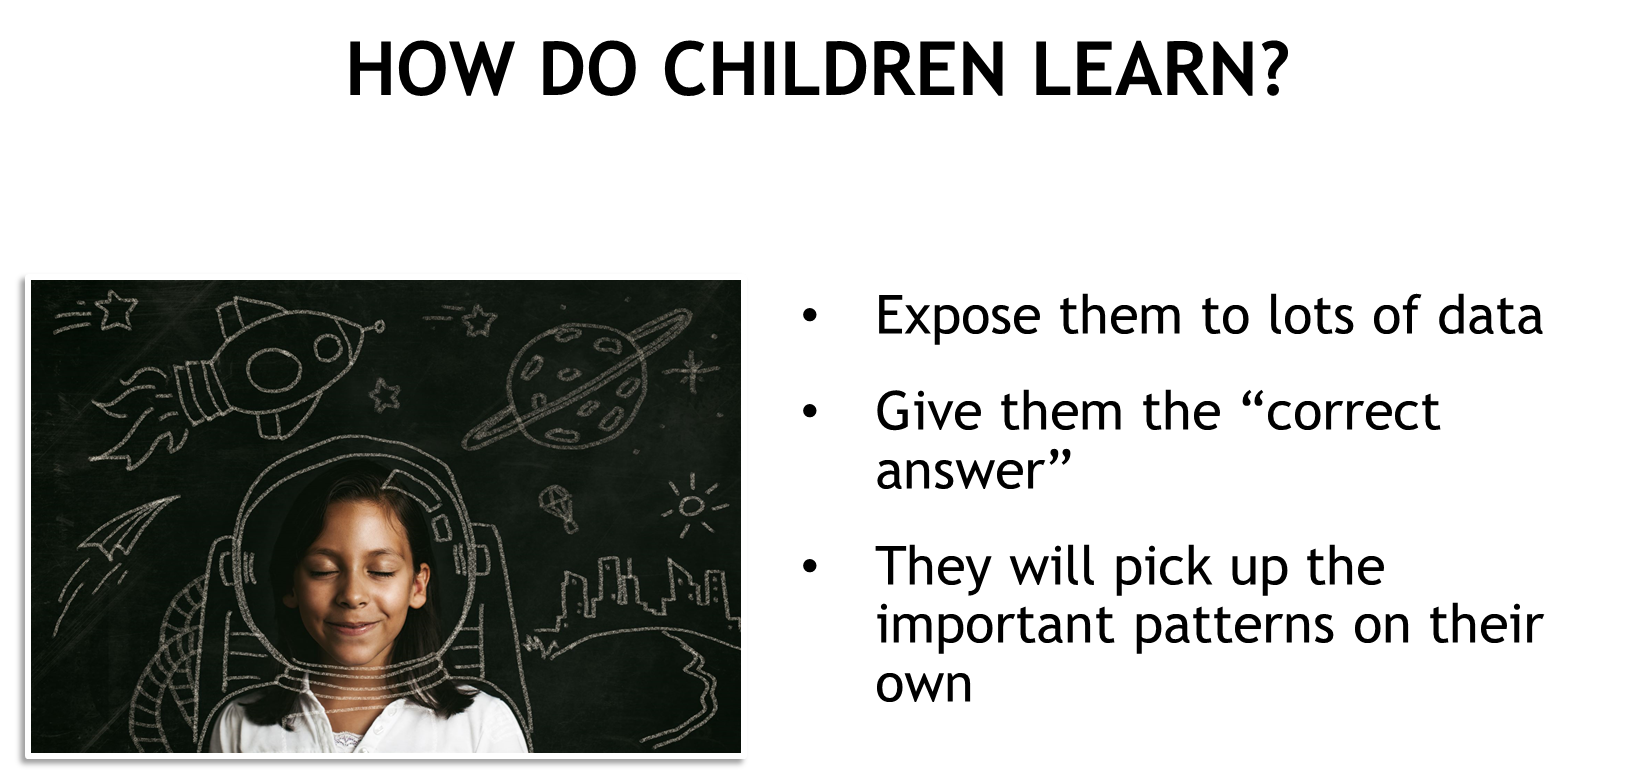 HOW DO CHILDREN LEARN?
• Expose them to lots of data
• Give them the “correct
answer”
• They will pick up the
important patterns on their
own